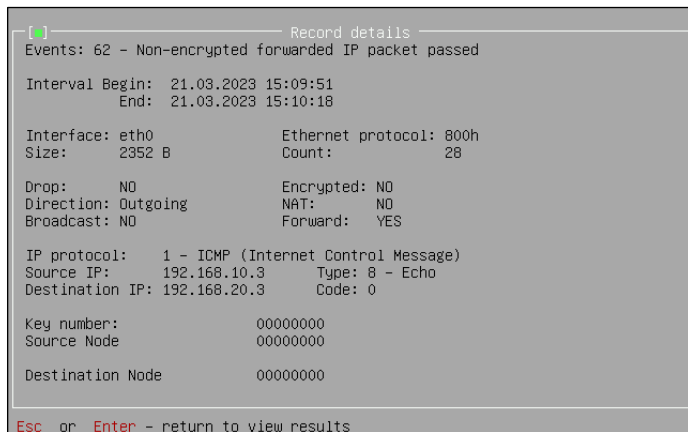 [■] Record details
Events: 62 - Non-encrypted forwarded IP packet passed
Interval Begin: 21.03.2023 15:09:51
End: 21.03.2023 15:10:18
Interface: eth0 Ethernet protocol: 800h
Size: 2352 B Count: 28
Drop: NO Encrypted: NO
Direction: Outgoing NAT: NO
Broadcast: NO Forward: YES
IP protocol: 1 - ICMP (Internet Control Message)
Source IP: 192.168.10.3 Type: 8 - Echo
Destination IP: 192.168.20.3 Code: 0
Key number: 00000000
Source Node 00000000
Destination Node 00000000
Esc or Enter - return to view results